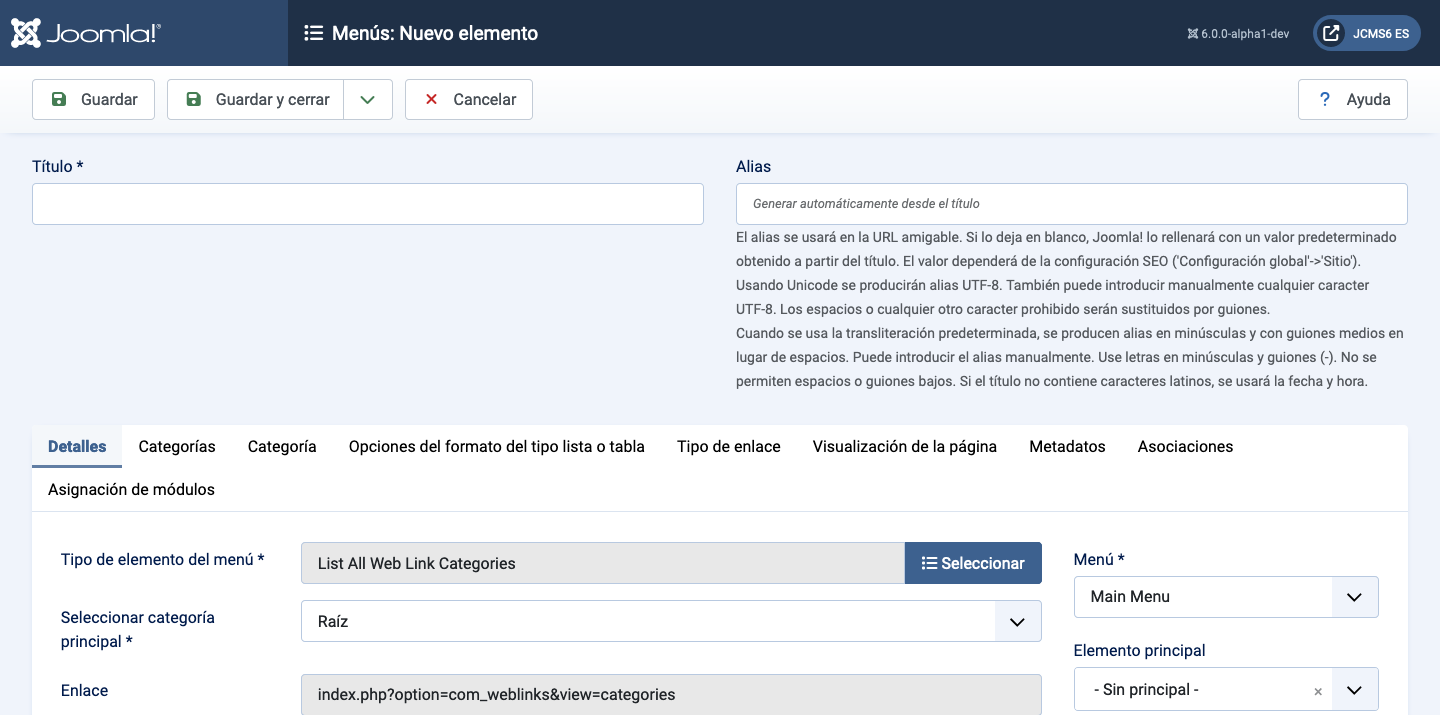 Joomla!®
Menús: Nuevo elemento
6.0.0-alpha1-dev
JCMS6 ES
Guardar
Guardar y cerrar
Cancelar
? Ayuda
Título *
Alias
Generar automáticamente desde el título
El alias se usará en la URL amigable. Si lo deja en blanco, Joomla! lo rellenará con un valor predeterminado
obtenido a partir del título. El valor dependerá de la configuración SEO ('Configuración global'->'Sitio').
Usando Unicode se producirán alias UTF-8. También puede introducir manualmente cualquier caracter
UTF-8. Los espacios o cualquier otro caracter prohibido serán sustituidos por guiones.
Cuando se usa la transliteración predeterminada, se producen alias en minúsculas y con guiones medios en
lugar de espacios. Puede introducir el alias manualmente. Use letras en minúsculas y guiones (-). No se
permiten espacios o guiones bajos. Si el título no contiene caracteres latinos, se usará la fecha y hora.
Detalles
Categorías
Categoría
Opciones del formato del tipo lista o tabla
Tipo de enlace
Visualización de la página
Metadatos
Asociaciones
Asignación de módulos
Tipo de elemento del menú *
List All Web Link Categories
Seleccionar
Seleccionar categoría
principal *
Raíz
Enlace
index.php?option=com_weblinks&view=categories
Menú *
Main Menu
Elemento principal
- Sin principal -